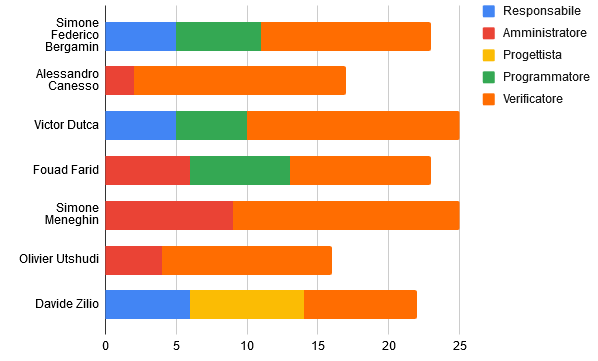 Simone
Federico
Bergamin
Alessandro
Canesso
Victor Dutca
Fouad Farid
Simone
Meneghin
Olivier Utshudi
Davide Zilio
0 5 10 15 20 25
Responsabile
Amministratore
Progettista
Programmatore
Verificatore